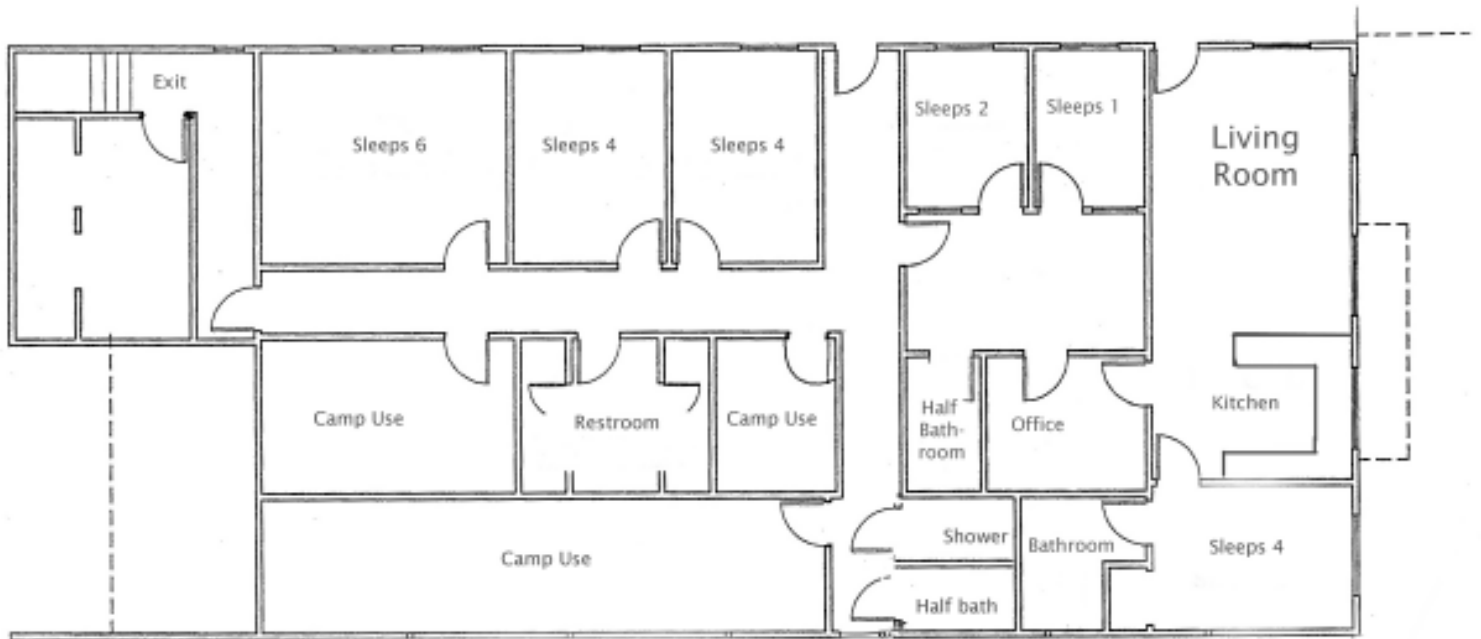 Exit
Sleeps 6
Sleeps 4
Sleeps 4
Sleeps 2
Sleeps 1
Living
Room
Camp Use
Restroom
Camp Use
Half
Bath-
room
Office
Kitchen
Camp Use
Shower
Half bath
Bathroom
Sleeps 4